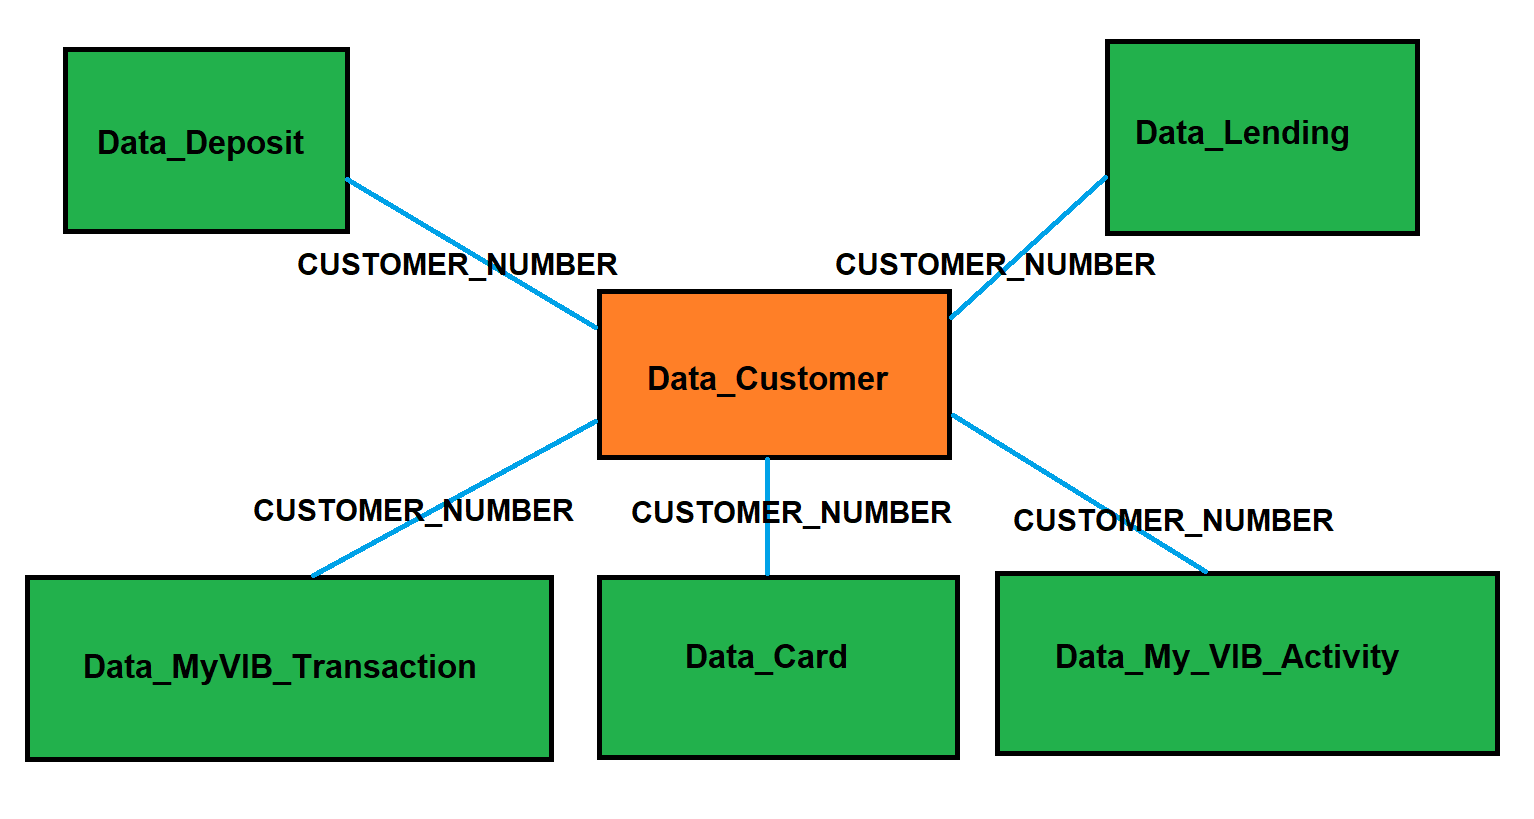 Data_Deposit
Data_Lending
CUSTOMER_NUMBER
CUSTOMER_NUMBER
Data_Customer
CUSTOMER_NUMBER
CUSTOMER_NUMBER
CUSTOMER_NUMBER
Data_MyVIB_Transaction
Data_Card
Data_My_VIB_Activity